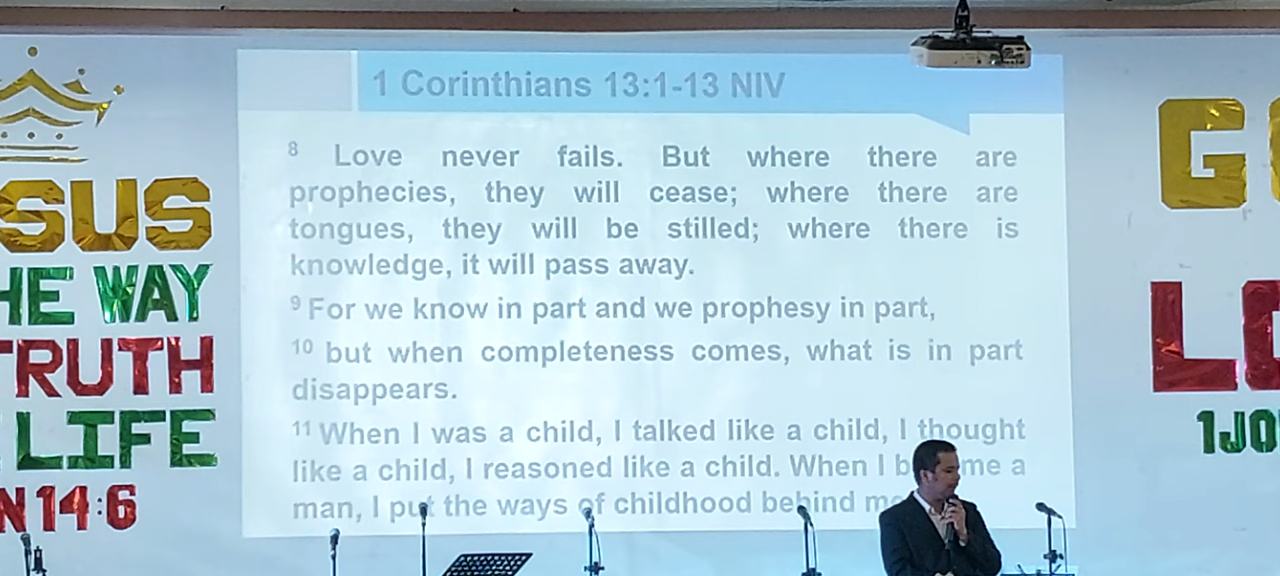 1 Corinthians 13:1-13 NIV
8 Love never fails. But where there are
prophecies, they will cease; where there are
tongues, they will be stilled; where there is
knowledge, it will pass away.
9 For we know in part and we prophesy in part,
10 but when completeness comes, what is in part
disappears.
11 When I was a child, I talked like a child, I thought
like a child, I reasoned like a child. When I became a
man, I put the ways of childhood behind me
SUS
HE WAY
TRUTH
LIFE
N 14:6
G
LO
1JO